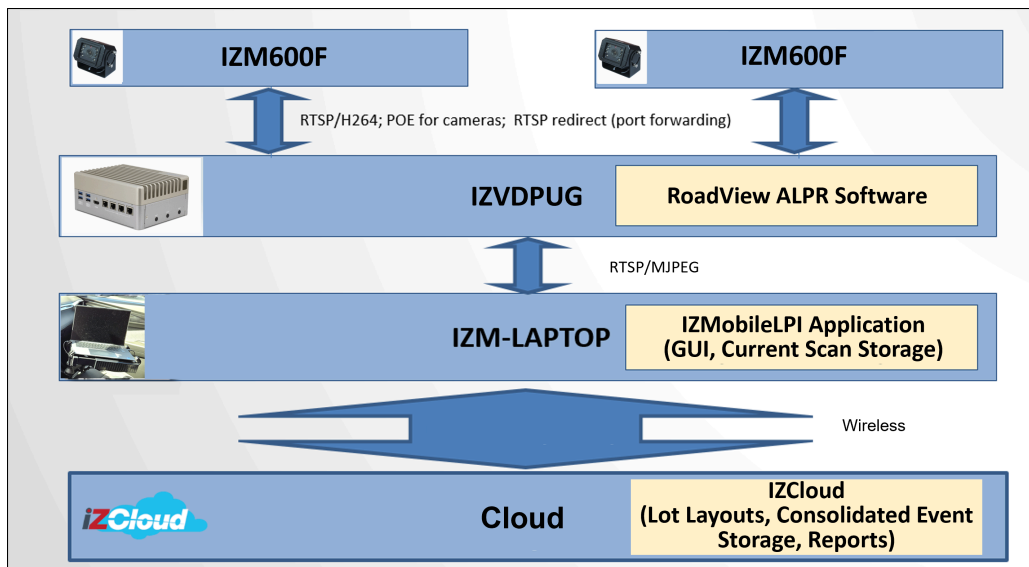 IZM600F
IZM600F
RTSP/H264; POE for cameras; RTSP redirect (port forwarding)
IZVDPUG
RoadView ALPR Software
RTSP/MJPEG
IZM-LAPTOP
IZMobileLPI Application
(GUI, Current Scan Storage)
Wireless
iZCloud
Cloud
IZCloud
(Lot Layouts, Consolidated Event
Storage, Reports)